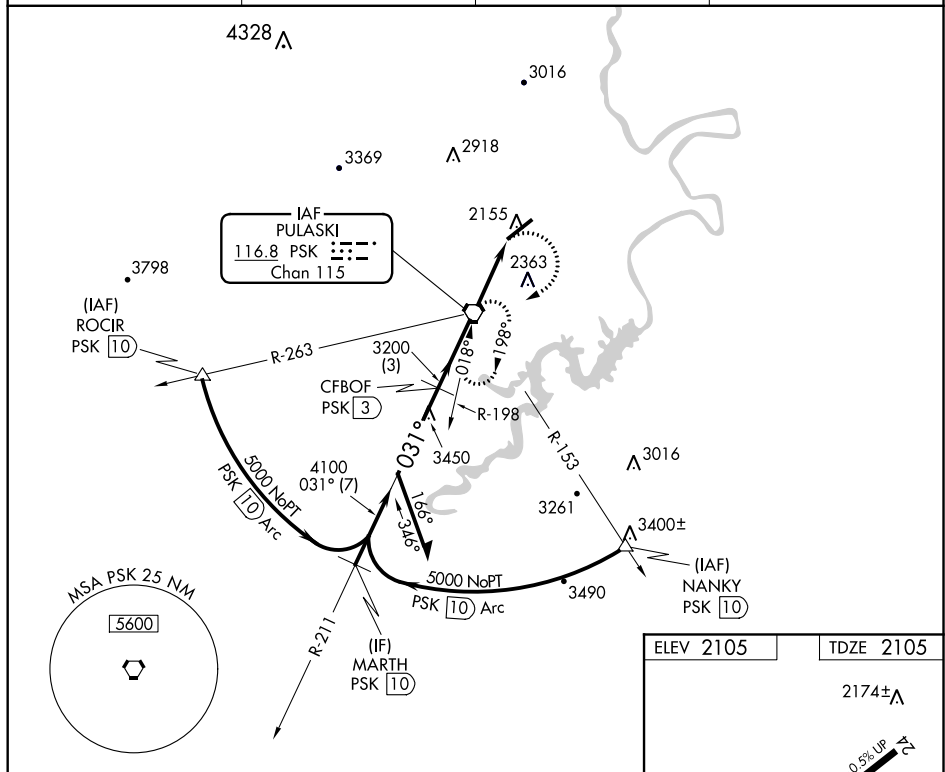 4328
3016
3369
2918
IAF
PULASKI
116.8 PSK
Chan 115
2155
2363
3798
(IAF)
ROCIR
PSK 10
R-263
3200
(3)
018°
198°
CFBOF
PSK 3
R-198
R-153
031°
3450
3016
5000 NoPT
PSK 10 Arc
4100
031° (7)
166°
346°
3261
3400±
5000 NoPT
PSK 10 Arc
3490
(IAF)
NANKY
PSK 10
MSA PSK 25 NM
5600
R-211
(IF)
MARTH
PSK 10
ELEV 2105
TDZE 2105
2174±
0.5% UP
24